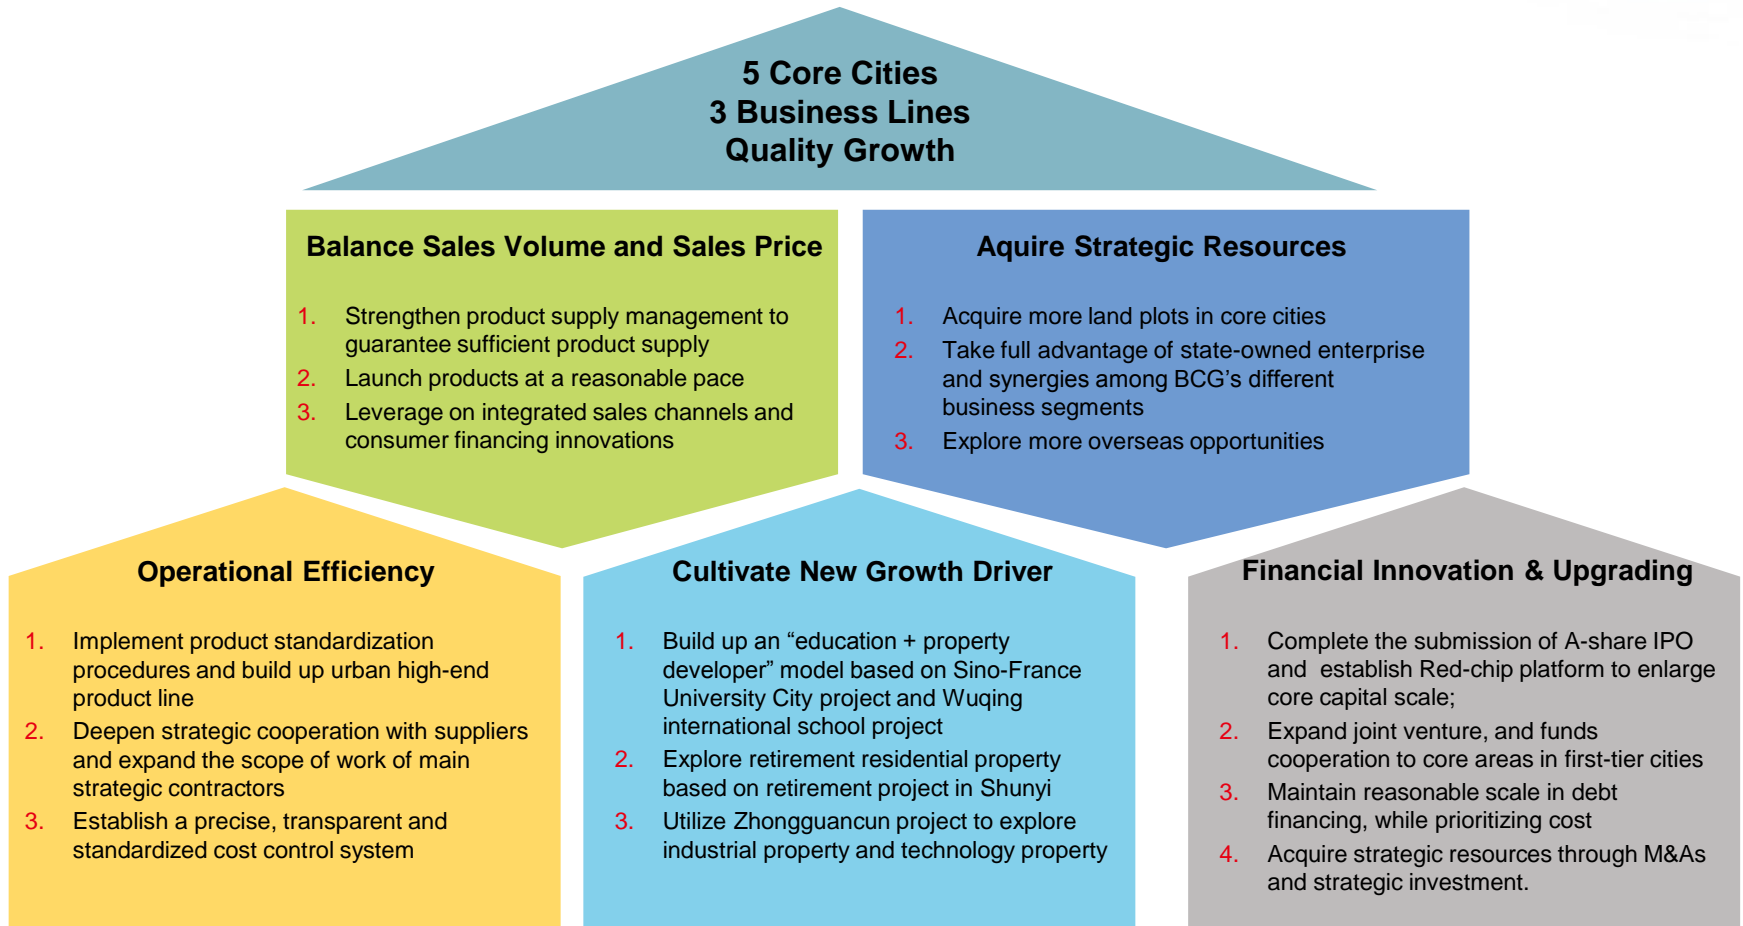 5 Core Cities
3 Business Lines
Quality Growth
Balance Sales Volume and Sales Price
1. Strengthen product supply management to
guarantee sufficient product supply
2. Launch products at a reasonable pace
3. Leverage on integrated sales channels and
consumer financing innovations
Aquire Strategic Resources
1. Acquire more land plots in core cities
2. Take full advantage of state-owned enterprise
and synergies among BCG’s different
business segments
3. Explore more overseas opportunities
Operational Efficiency
1. Implement product standardization
procedures and build up urban high-end
product line
2. Deepen strategic cooperation with suppliers
and expand the scope of work of main
strategic contractors
3. Establish a precise, transparent and
standardized cost control system
Cultivate New Growth Driver
1. Build up an “education + property
developer” model based on Sino-France
University City project and Wuqing
international school project
2. Explore retirement residential property
based on retirement project in Shunyi
3. Utilize Zhongguancun project to explore
industrial property and technology property
Financial Innovation & Upgrading
1. Complete the submission of A-share IPO
and establish Red-chip platform to enlarge
core capital scale;
2. Expand joint venture, and funds
cooperation to core areas in first-tier cities
3. Maintain reasonable scale in debt
financing, while prioritizing cost
4. Acquire strategic resources through M&As
and strategic investment.